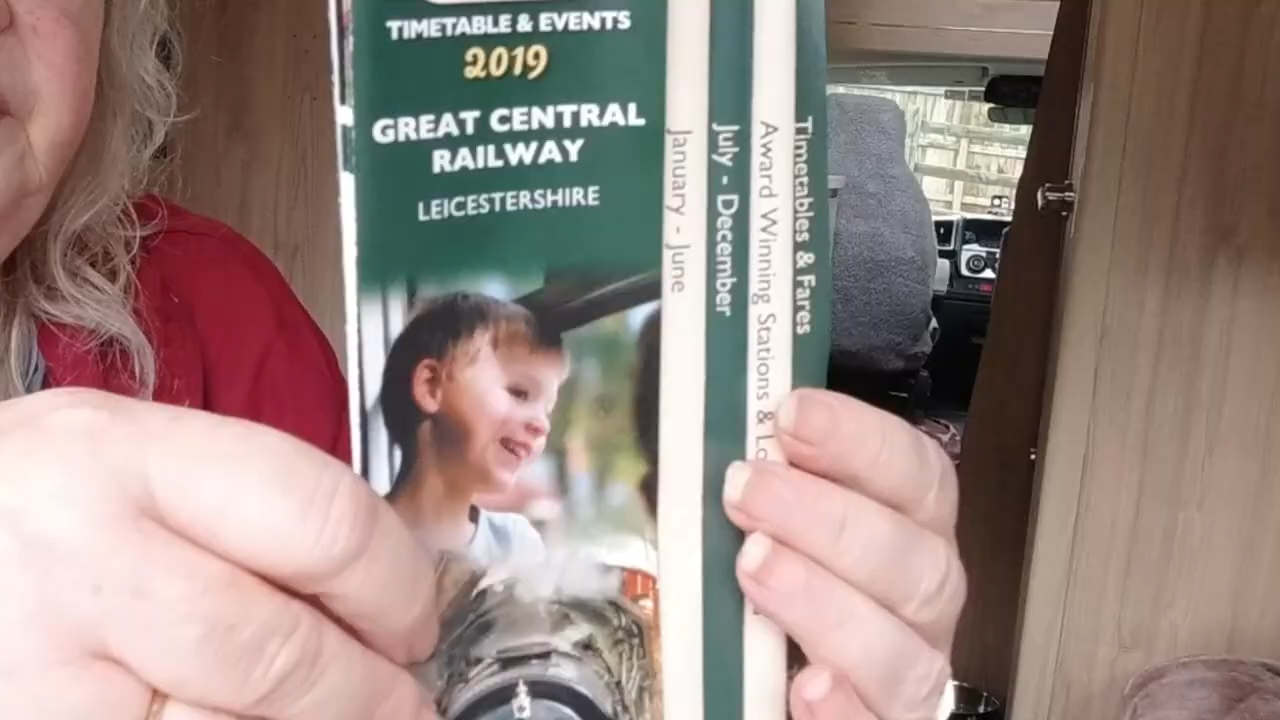 TIMETABLE & EVENTS
2019
GREAT CENTRAL
RAILWAY
LEICESTERSHIRE
January - June
July - December
Award Winning Stations &
Timetables & Fares